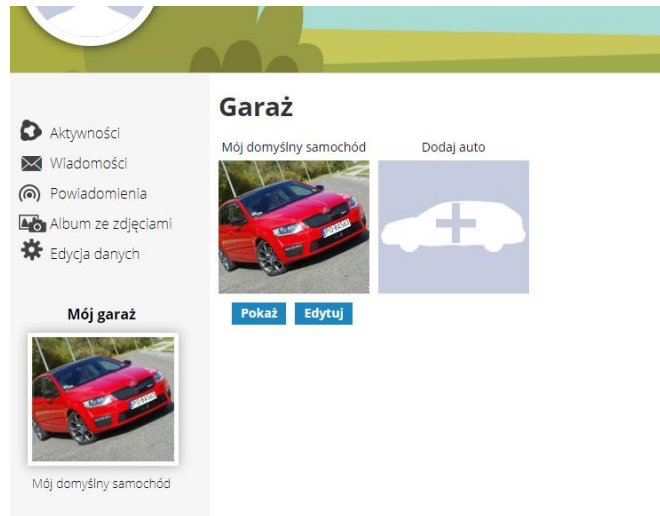 Garaż
Aktywności
Wiadomości
Powiadomienia
Album ze zdjęciami
Edycja danych
Mój domyślny samochód
Dodaj auto
Pokaż
Edytuj
Mój garaż
Mój domyślny samochód